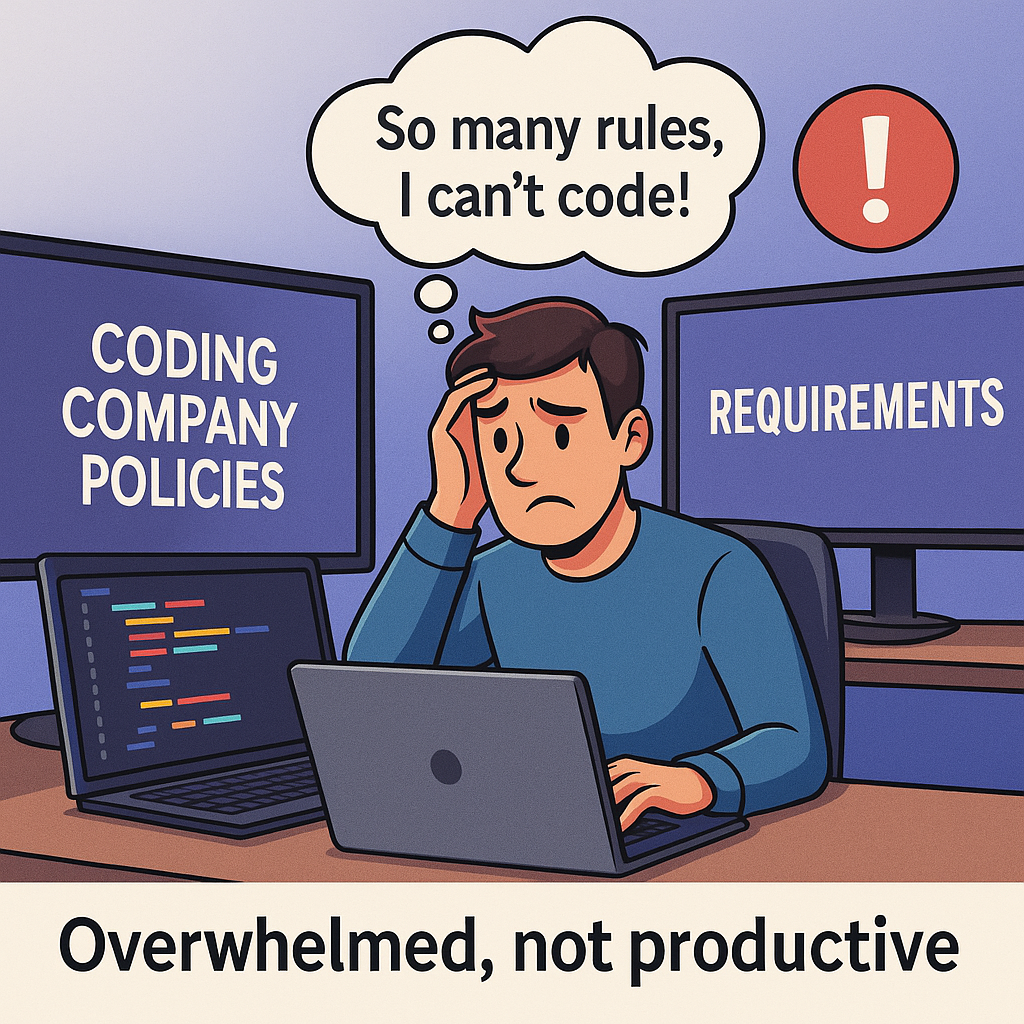 So many rules,
I can't code!
!
CODING
COMPANY
POLICIES
REQUIREMENTS
Overwhelmed, not productive